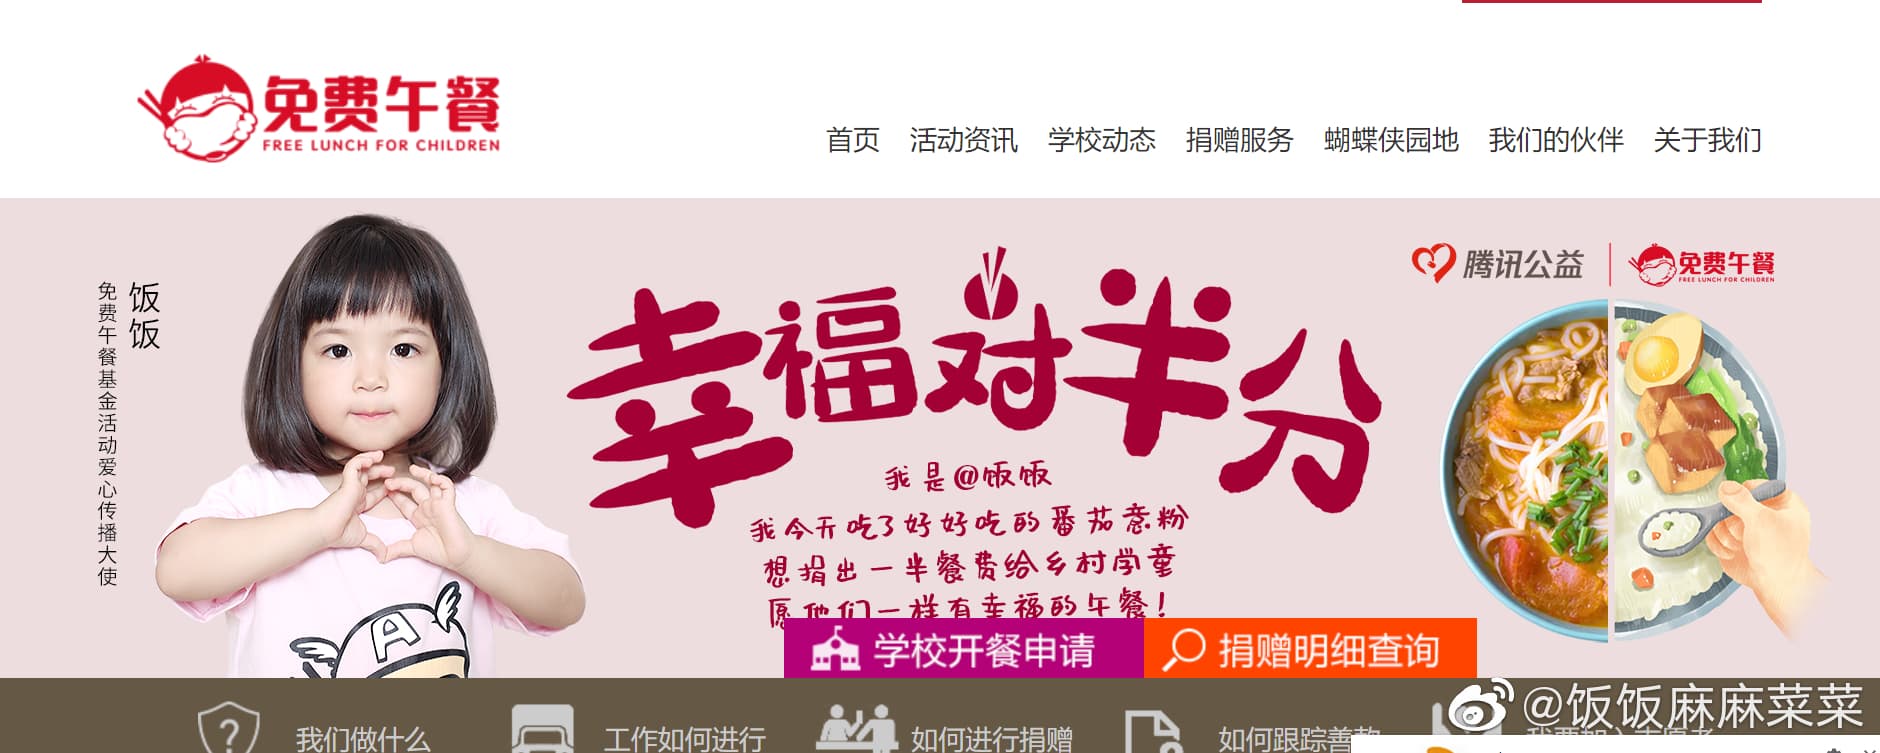 免费午餐
FREE LUNCH FOR CHILDREN
首页 活动资讯 学校动态 捐赠服务 蝴蝶侠园地 我们的伙伴 关于我们
饭饭
免费午餐基金活动爱心传播大使
幸福对半分
腾讯公益
免费午餐
FREE LUNCH FOR CHILDREN
我是@饭饭
我今天吃了好好吃的番茄意粉
想捐出一半餐费给乡村学童
愿他们一样有幸福的午餐!
A
学校开餐申请
捐赠明细查询
我们做什么
工作如何进行
如何进行捐赠
如何跟踪善款
@饭饭麻麻菜菜